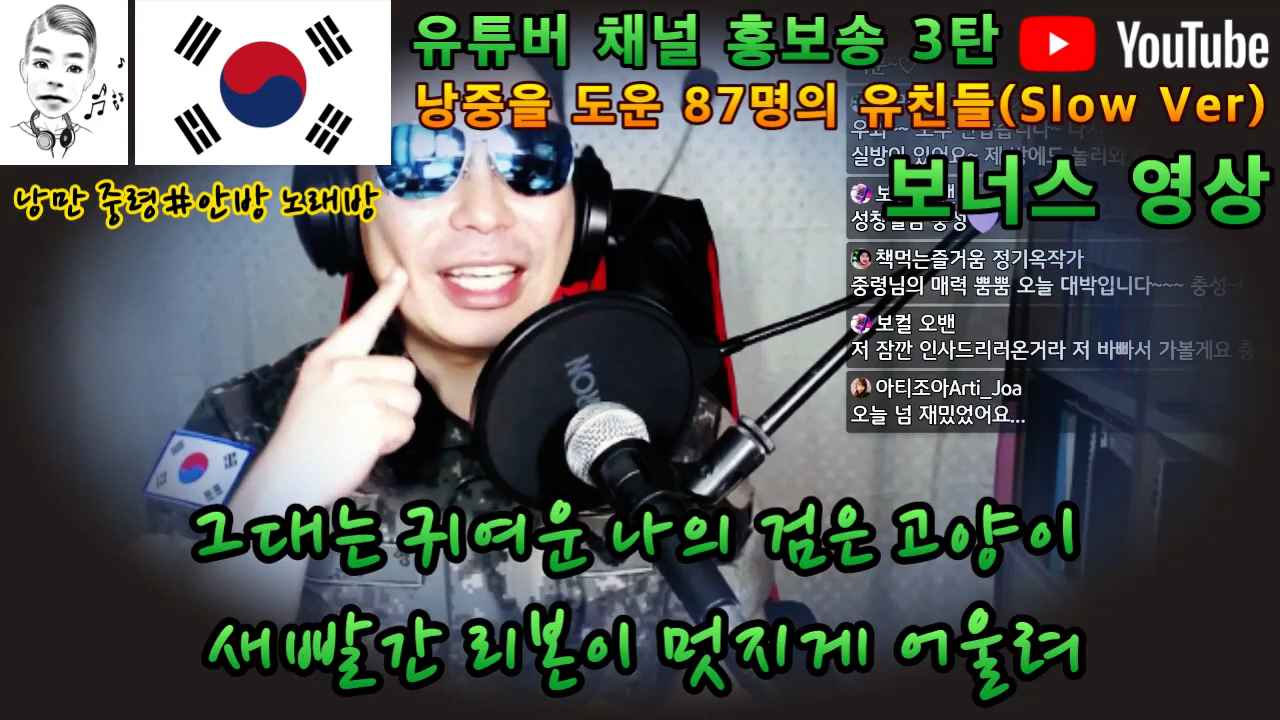 유튜버 채널 홍보송 3탄
YouTube
낭중을 도운 87명의 유친들(Slow Ver)
보너스 영상
낭만 중령#안방 노래방
책먹는즐거움 정기옥작가
중령님의 매력 뿜뿜 오늘 대박입니다~~~ 충성~
보컬 오밴
저 잠깐 인사드리러온거라 저 바빠서 가볼게요 충
아티조아Arti_Joa
오늘 넘 재밌었어요...
그대는 귀여운 나의 검은 고양이
새빨간 리본이 멋지게 어울려